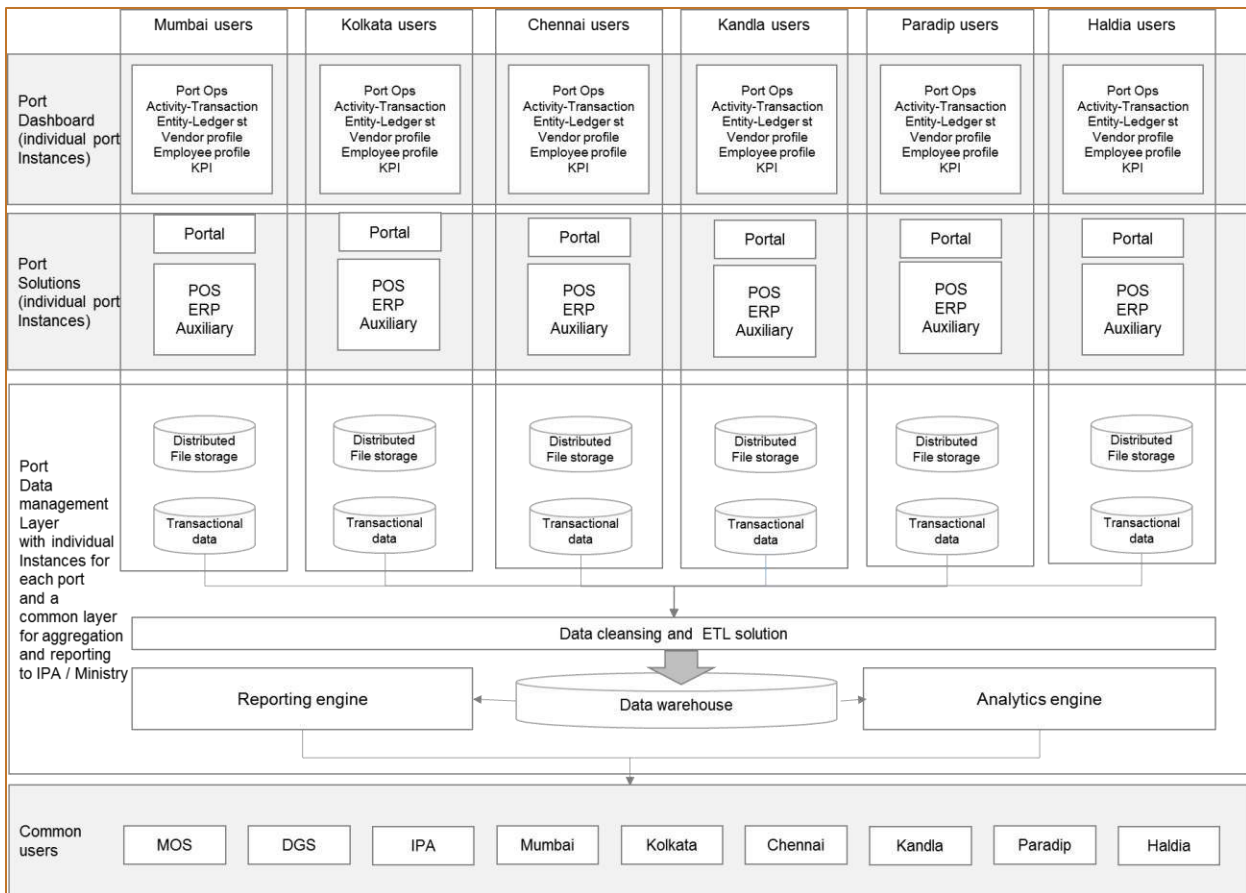 Mumbai users
Kolkata users
Chennai users
Kandla users
Paradip users
Haldia users
Port
Dashboard
(individual port
Instances)
Port Ops
Activity-Transaction
Entity-Ledger st
Vendor profile
Employee profile
KPI
Port Ops
Activity-Transaction
Entity-Ledger st
Vendor profile
Employee profile
KPI
Port Ops
Activity-Transaction
Entity-Ledger st
Vendor profile
Employee profile
KPI
Port Ops
Activity-Transaction
Entity-Ledger st
Vendor profile
Employee profile
KPI
Port Ops
Activity-Transaction
Entity-Ledger st
Vendor profile
Employee profile
KPI
Port Ops
Activity-Transaction
Entity-Ledger st
Vendor profile
Employee profile
KPI
Port
Solutions
(individual port
Instances)
Portal
POS
ERP
Auxiliary
Portal
POS
ERP
Auxiliary
Portal
POS
ERP
Auxiliary
Portal
POS
ERP
Auxiliary
Portal
POS
ERP
Auxiliary
Portal
POS
ERP
Auxiliary
Port
Data
management
Layer
with individual
Instances for
each port
and a
common layer
for aggregation
and reporting
to IPA / Ministry
Distributed
File storage
Transactional
data
Distributed
File storage
Transactional
data
Distributed
File storage
Transactional
data
Distributed
File storage
Transactional
data
Distributed
File storage
Transactional
data
Distributed
File storage
Transactional
data
Data cleansing and ETL solution
Reporting engine
Data warehouse
Analytics engine
Common
users
MOS
DGS
IPA
Mumbai
Kolkata
Chennai
Kandla
Paradip
Haldia